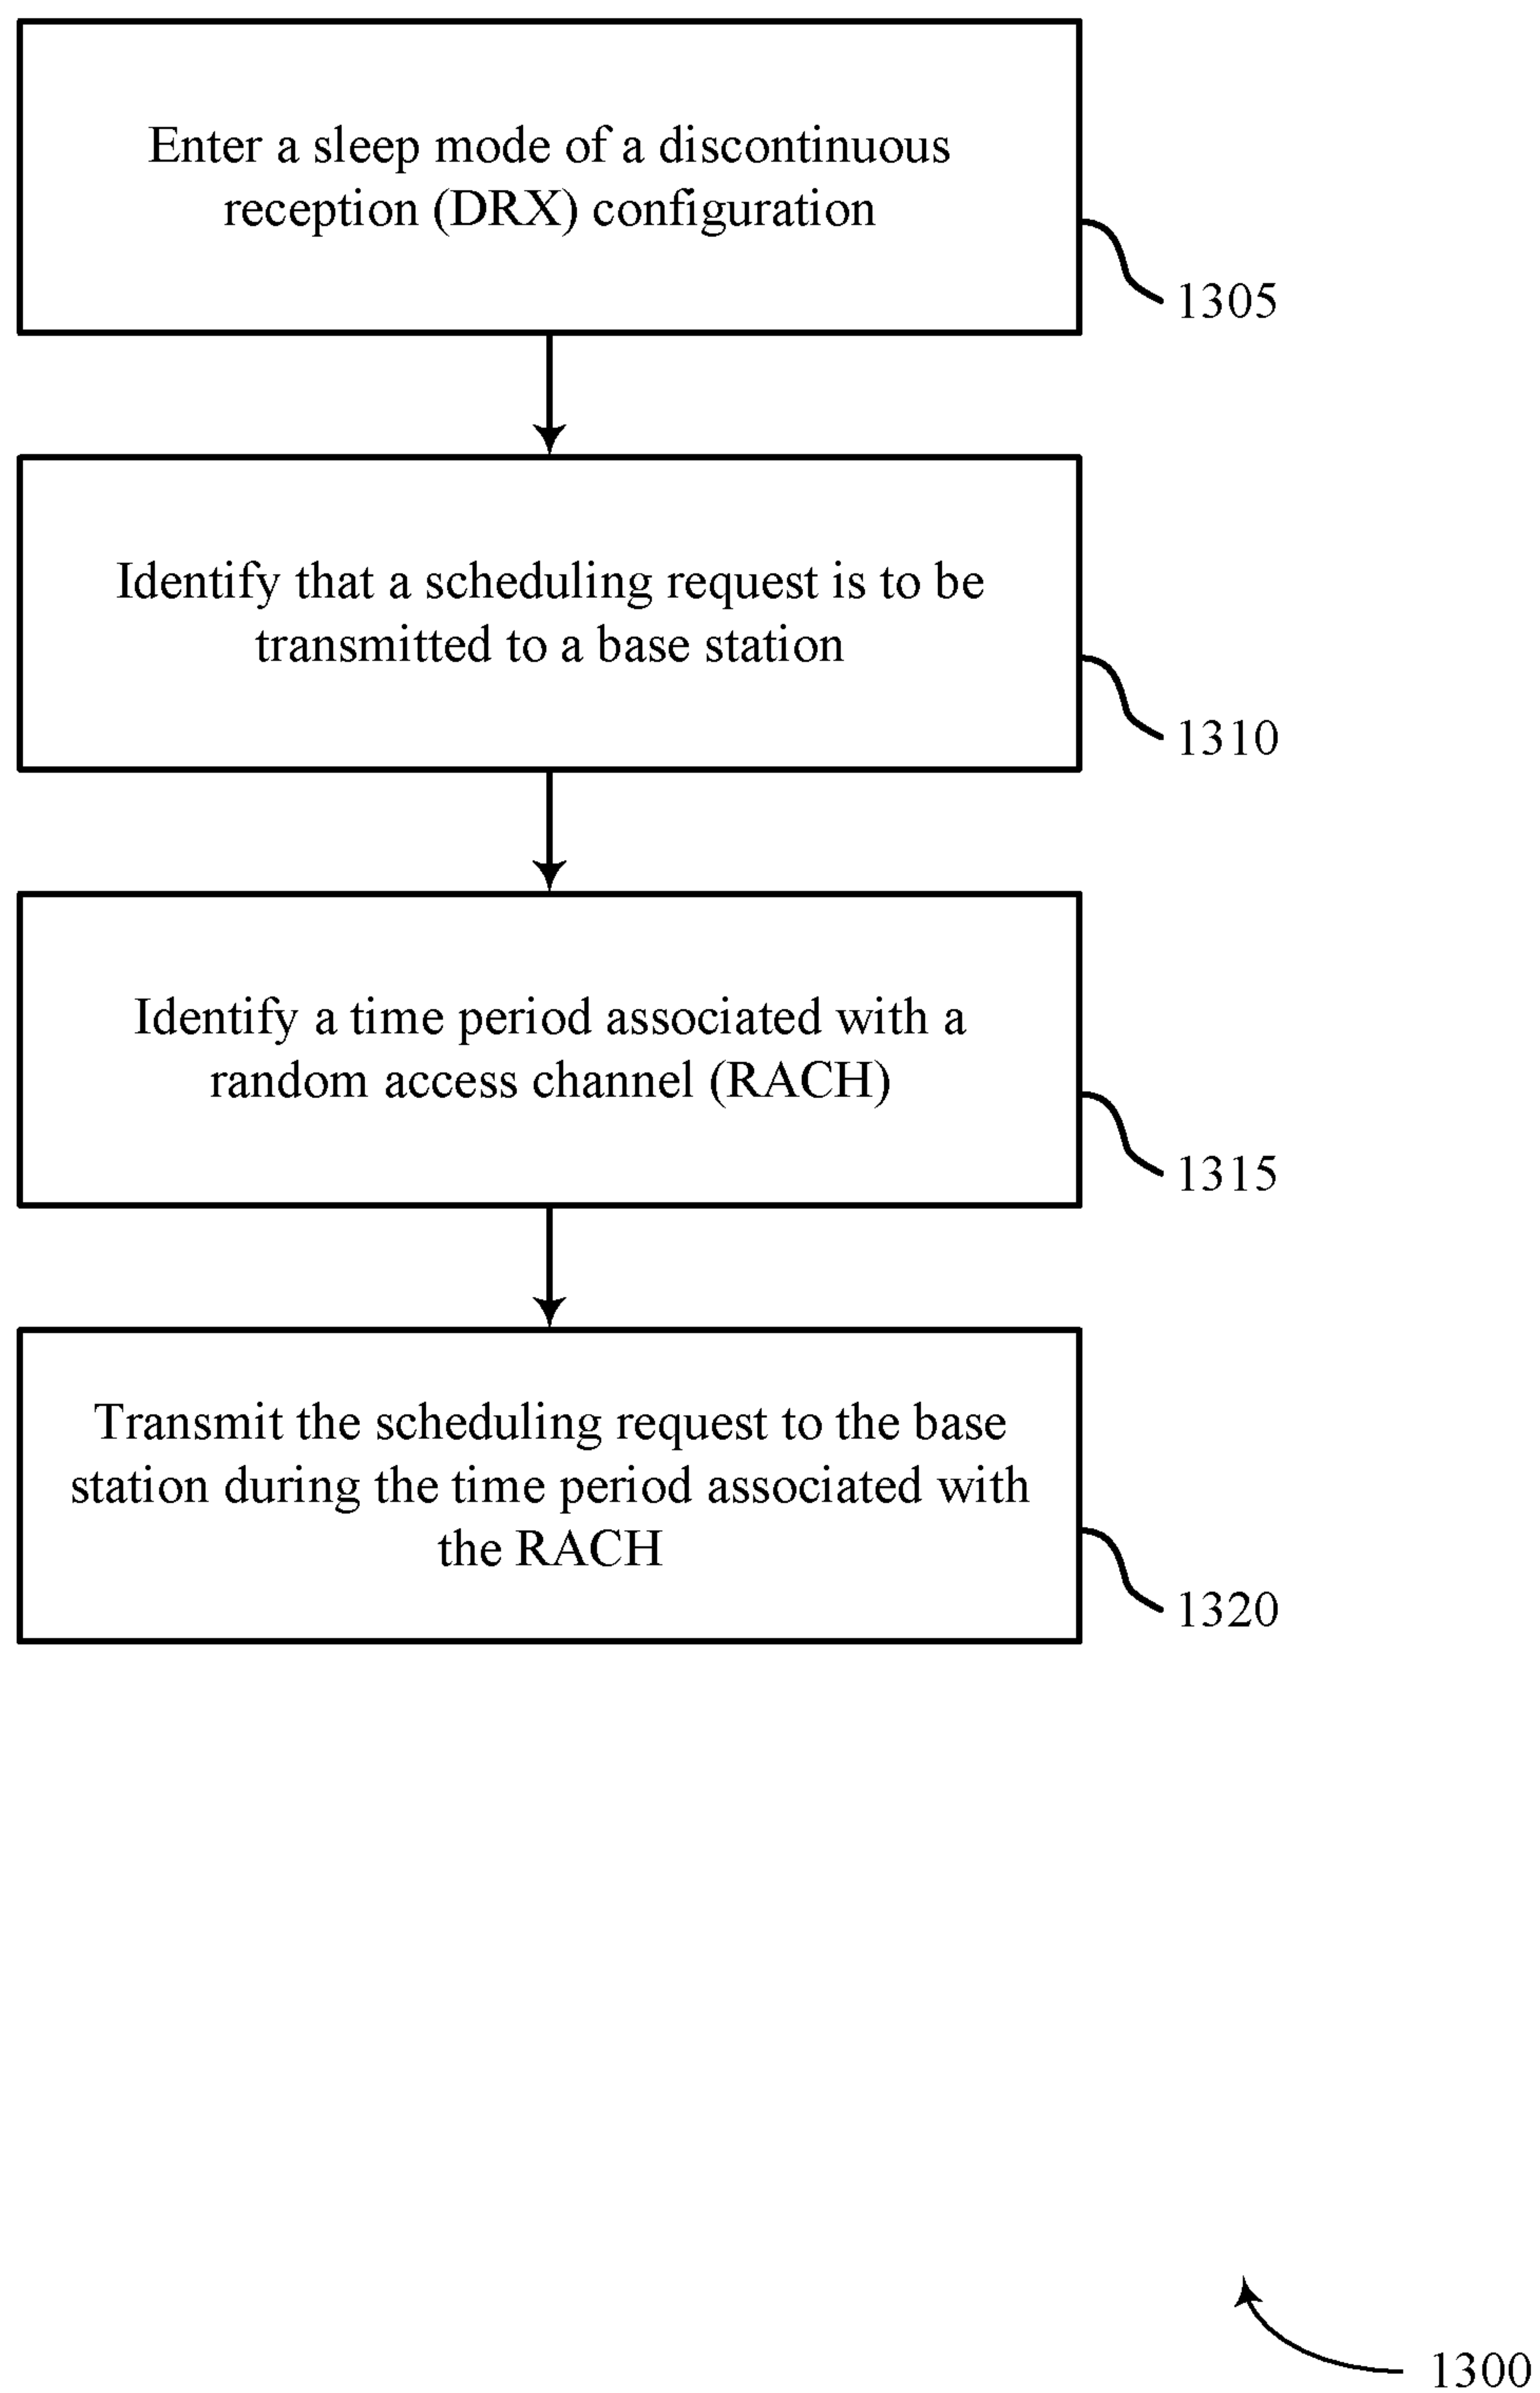 Enter a sleep mode of a discontinuous
reception (DRX) configuration
1305
Identify that a scheduling request is to be
transmitted to a base station
1310
Identify a time period associated with a
random access channel (RACH)
1315
Transmit the scheduling request to the base
station during the time period associated with
the RACH
1320
1300